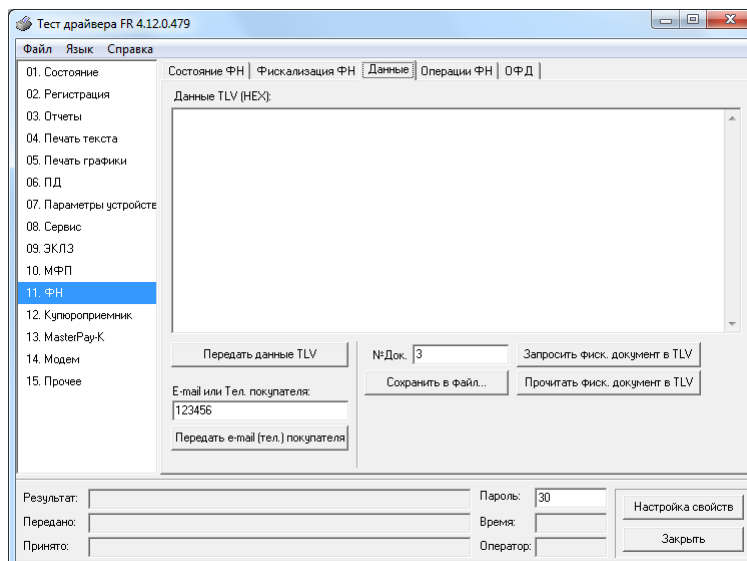 Тест драйвера FR 4.12.0.479
Файл Язык Справка
01. Состояние
02. Регистрация
03. Отчеты
04. Печать текста
05. Печать графики
06. ПД
07. Параметры устройств
08. Сервис
09. ЭКЛЗ
10. МФП
11. ФН
12. Купюроприемник
13. MasterPay-K
14. Модем
15. Прочее
Состояние ФН Фискализация ФН Данные Операции ФН ОФД
Данные TLV (HEX):
Передать данные TLV
E-mail или Тел. покупателя:
123456
Передать e-mail (тел.) покупателя
№Док. 3 Запросить фиск. документ в TLV
Сохранить в файл... Прочитать фиск. документ в TLV
Результат: Пароль: 30
Передано: Время:
Принято: Оператор:
Настройка свойств
Закрыть